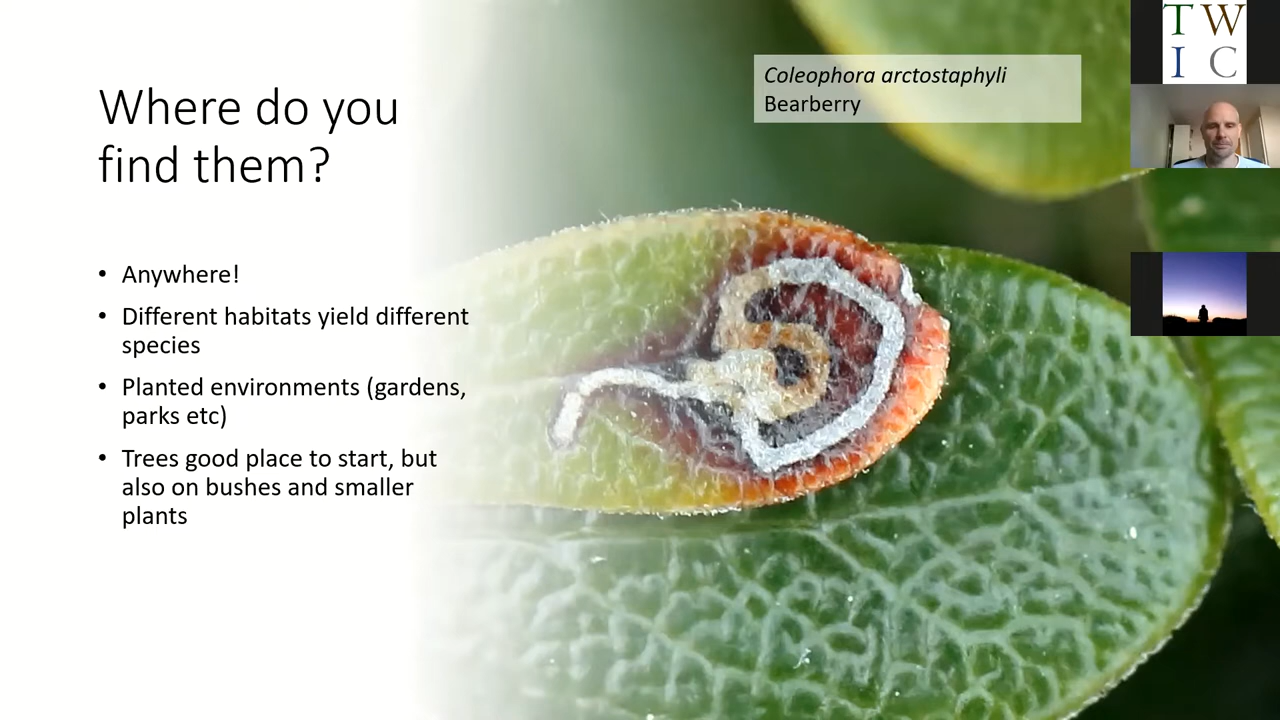 Where do you
find them?
• Anywhere!
• Different habitats yield different
species
• Planted environments (gardens,
parks etc)
• Trees good place to start, but
also on bushes and smaller
plants
Coleophora arctostaphyli
Bearberry
T W
I C